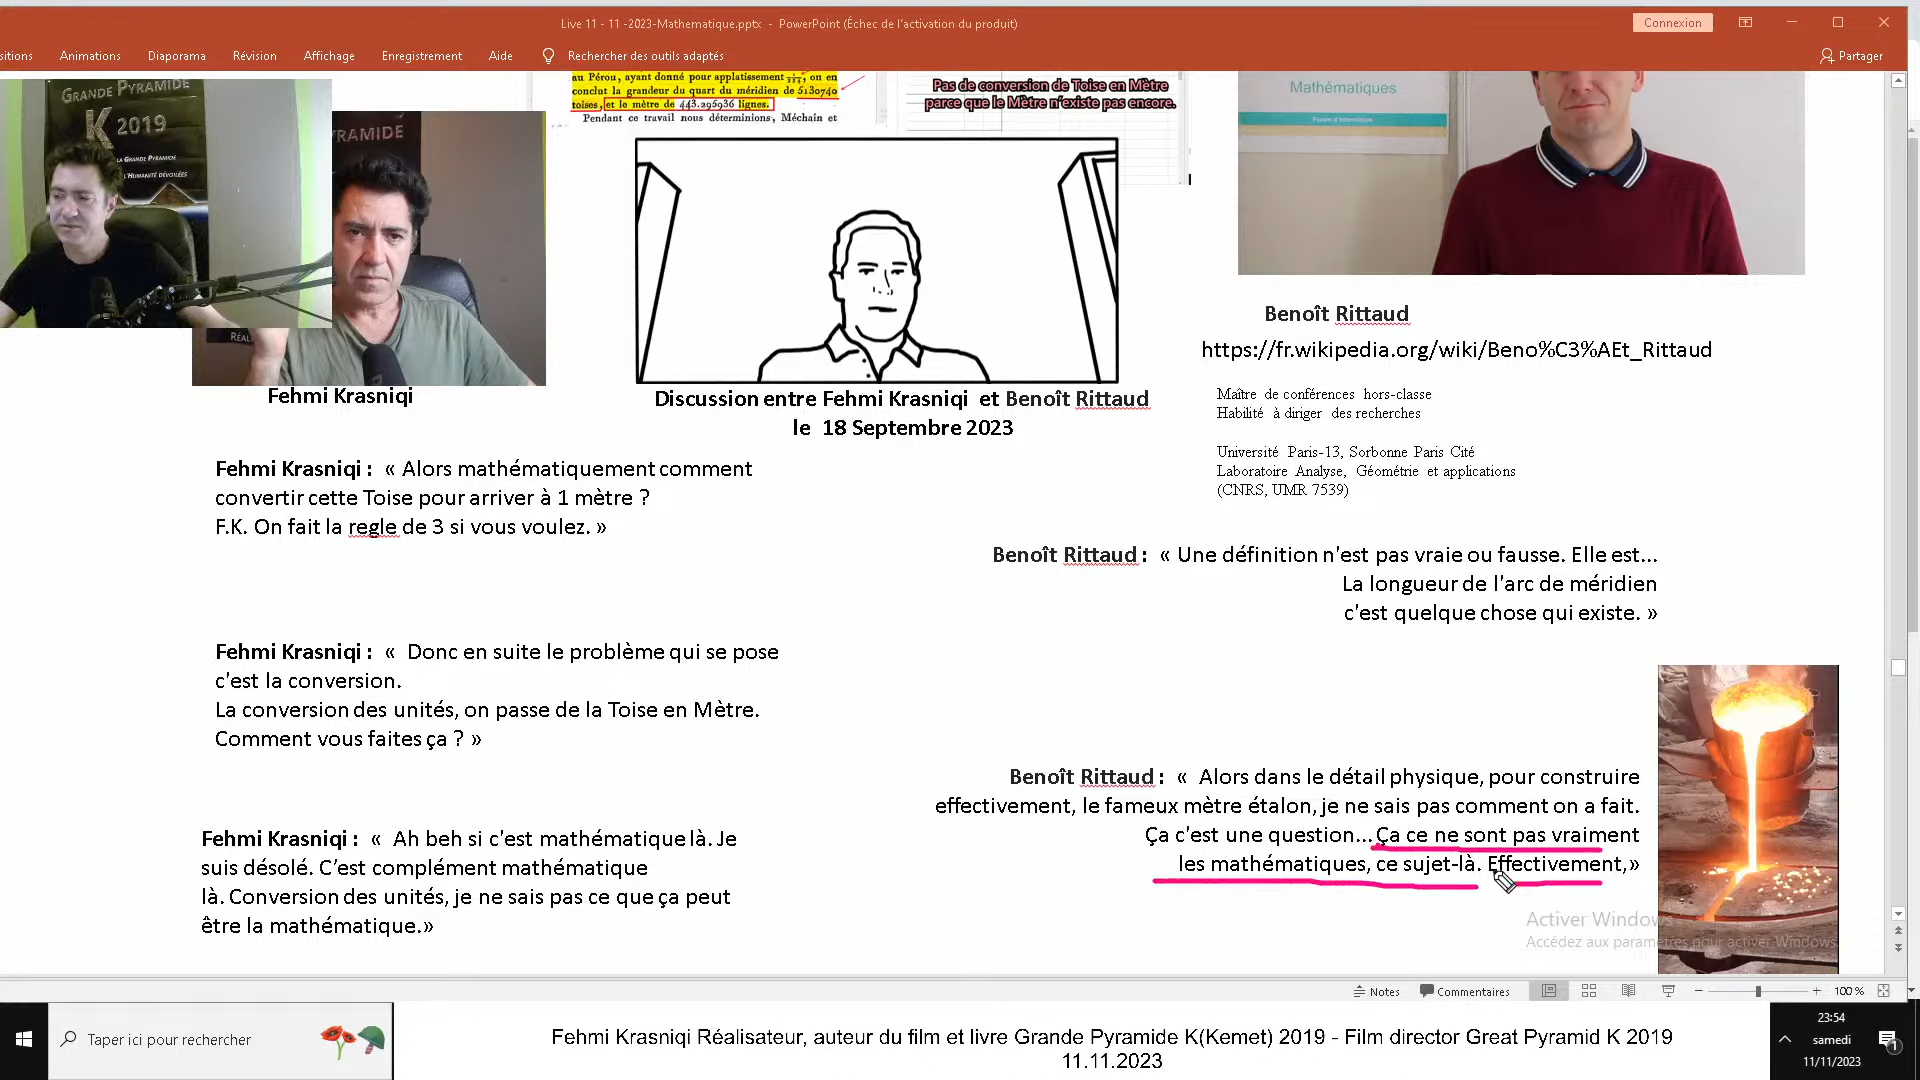 Live 11 - 11 -2023-Mathematique.pptx - PowerPoint (Échec de l'activation du produit)
Connexion
sitions Animations Diaporama Révision Affichage Enregistrement Aide Rechercher des outils adaptés
Partager
GRANDE PYRAMIDE
K 2019
LA GRANDE PYRAMIDE
L'HUMANITÉ DÉVOILÉES
RAMIDE
RÉAL
au Pérou, ayant donné pour applatissement 1/334, on en
conclut la grandeur du quart du méridien de 5130740
toises, et le mètre de 443.295936 lignes.
Pendant ce travail nous déterminions, Méchain et
Pas de conversion de Toise en Mètre
parce que le Mètre n'existe pas encore.
Mathématiques
Fehmi Krasniqi
Discussion entre Fehmi Krasniqi et Benoît Rittaud
le 18 Septembre 2023
Benoît Rittaud
https://fr.wikipedia.org/wiki/Beno%C3%AEt_Rittaud
Maître de conférences hors-classe
Habilité à diriger des recherches
Université Paris-13, Sorbonne Paris Cité
Laboratoire Analyse, Géométrie et applications
(CNRS, UMR 7539)
Fehmi Krasniqi : « Alors mathématiquement comment
convertir cette Toise pour arriver à 1 mètre ?
F.K. On fait la regle de 3 si vous voulez. »
Benoît Rittaud : « Une définition n'est pas vraie ou fausse. Elle est...
La longueur de l'arc de méridien
c'est quelque chose qui existe. »
Fehmi Krasniqi : « Donc en suite le problème qui se pose
c'est la conversion.
La conversion des unités, on passe de la Toise en Mètre.
Comment vous faites ça ? »
Benoît Rittaud : « Alors dans le détail physique, pour construire
effectivement, le fameux mètre étalon, je ne sais pas comment on a fait.
Ça c'est une question... Ça ce ne sont pas vraiment
les mathématiques, ce sujet-là. Effectivement,»
Fehmi Krasniqi : « Ah beh si c'est mathématique là. Je
suis désolé. C'est complément mathématique
là. Conversion des unités, je ne sais pas ce que ça peut
être la mathématique.»
Activer Windows
Accédez aux paramètres pour activer Windows.
Notes Commentaires 100 %
Taper ici pour rechercher
Fehmi Krasniqi Réalisateur, auteur du film et livre Grande Pyramide K(Kemet) 2019 - Film director Great Pyramid K 2019
11.11.2023
23:54
samedi
11/11/2023
1